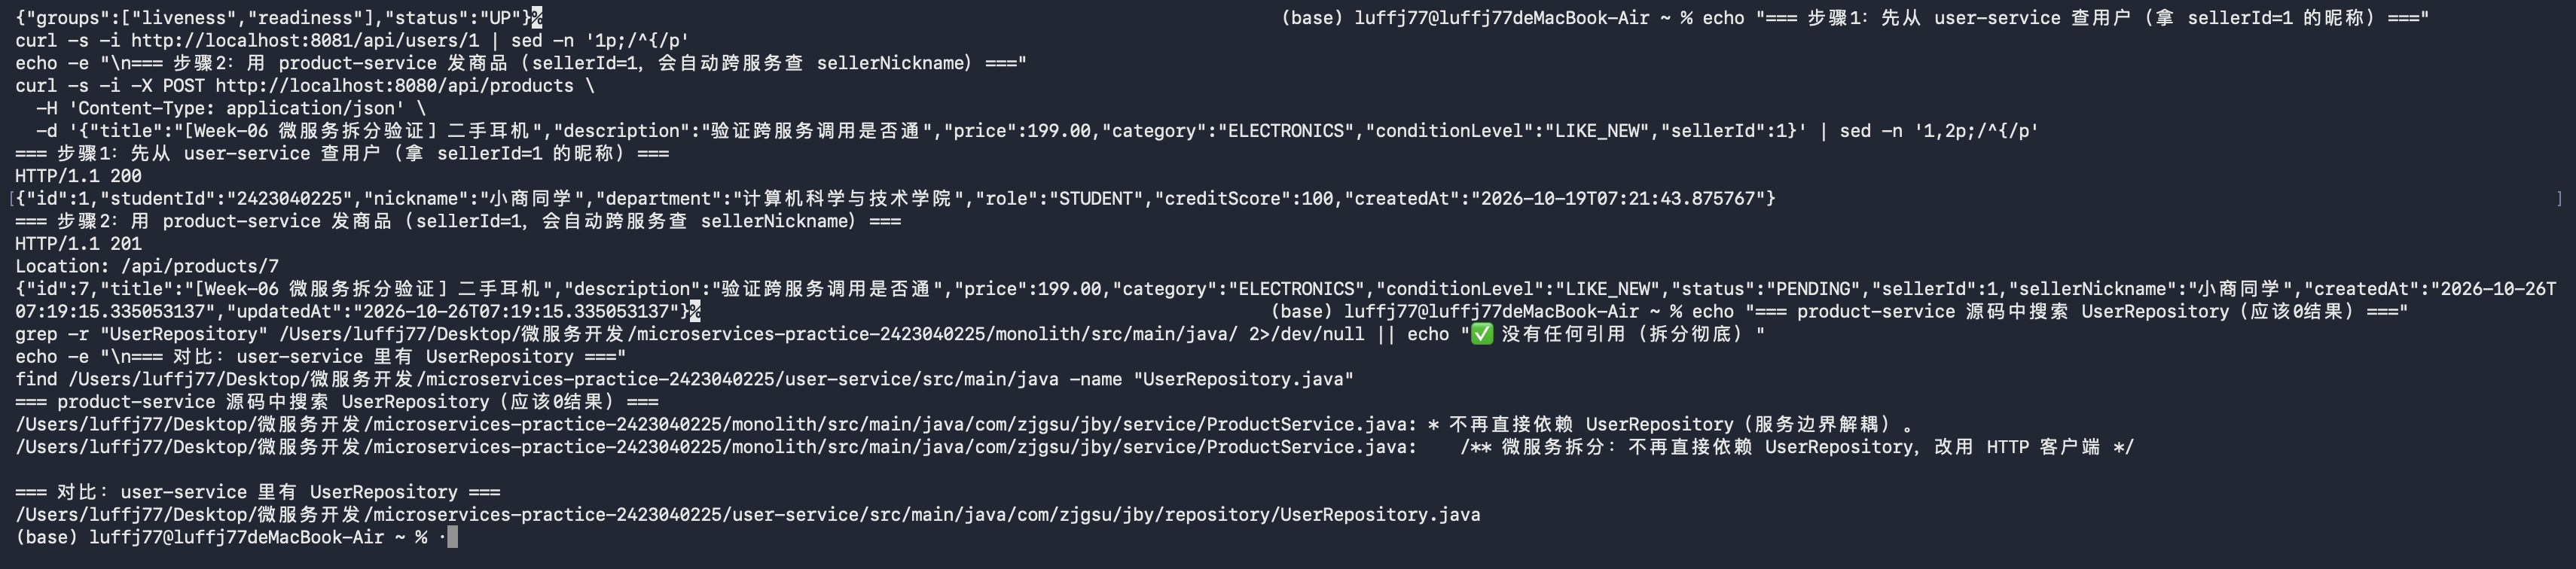 {"groups":["liveness","readiness"],"status":"UP"}% (base) luffj77@luffj77deMacBook-Air ~ % echo "=== 步骤1: 先从 user-service 查用户（拿 sellerId=1 的昵称）==="
curl -s -i http://localhost:8081/api/users/1 | sed -n '1p;/^{/p'
echo -e "\n=== 步骤2: 用 product-service 发商品（sellerId=1, 会自动跨服务查 sellerNickname）==="
curl -s -i -X POST http://localhost:8080/api/products \
  -H 'Content-Type: application/json' \
  -d '{"title":"[Week-06 微服务拆分验证] 二手耳机","description":"验证跨服务调用是否通","price":199.00,"category":"ELECTRONICS","conditionLevel":"LIKE_NEW","sellerId":1}' | sed -n '1,2p;/^{/p'
=== 步骤1: 先从 user-service 查用户（拿 sellerId=1 的昵称）===
HTTP/1.1 200
[{"id":1,"studentId":"2423040225","nickname":"小商同学","department":"计算机科学与技术学院","role":"STUDENT","creditScore":100,"createdAt":"2026-10-19T07:21:43.875767"} ]
=== 步骤2: 用 product-service 发商品（sellerId=1, 会自动跨服务查 sellerNickname）===
HTTP/1.1 201
Location: /api/products/7
{"id":7,"title":"[Week-06 微服务拆分验证] 二手耳机","description":"验证跨服务调用是否通","price":199.00,"category":"ELECTRONICS","conditionLevel":"LIKE_NEW","status":"PENDING","sellerId":1,"sellerNickname":"小商同学","createdAt":"2026-10-26T
07:19:15.335053137","updatedAt":"2026-10-26T07:19:15.335053137"}% (base) luffj77@luffj77deMacBook-Air ~ % echo "=== product-service 源码中搜索 UserRepository（应该0结果）==="
grep -r "UserRepository" /Users/luffj77/Desktop/微服务开发/microservices-practice-2423040225/monolith/src/main/java/ 2>/dev/null || echo "✅ 没有任何引用（拆分彻底）"
echo -e "\n=== 对比: user-service 里有 UserRepository ==="
find /Users/luffj77/Desktop/微服务开发/microservices-practice-2423040225/user-service/src/main/java -name "UserRepository.java"
=== product-service 源码中搜索 UserRepository（应该0结果）===
/Users/luffj77/Desktop/微服务开发/microservices-practice-2423040225/monolith/src/main/java/com/zjgsu/jby/service/ProductService.java: * 不再直接依赖 UserRepository（服务边界解耦）。
/Users/luffj77/Desktop/微服务开发/microservices-practice-2423040225/monolith/src/main/java/com/zjgsu/jby/service/ProductService.java:    /** 微服务拆分: 不再直接依赖 UserRepository, 改用 HTTP 客户端 */
=== 对比: user-service 里有 UserRepository ===
/Users/luffj77/Desktop/微服务开发/microservices-practice-2423040225/user-service/src/main/java/com/zjgsu/jby/repository/UserRepository.java
(base) luffj77@luffj77deMacBook-Air ~ % ·